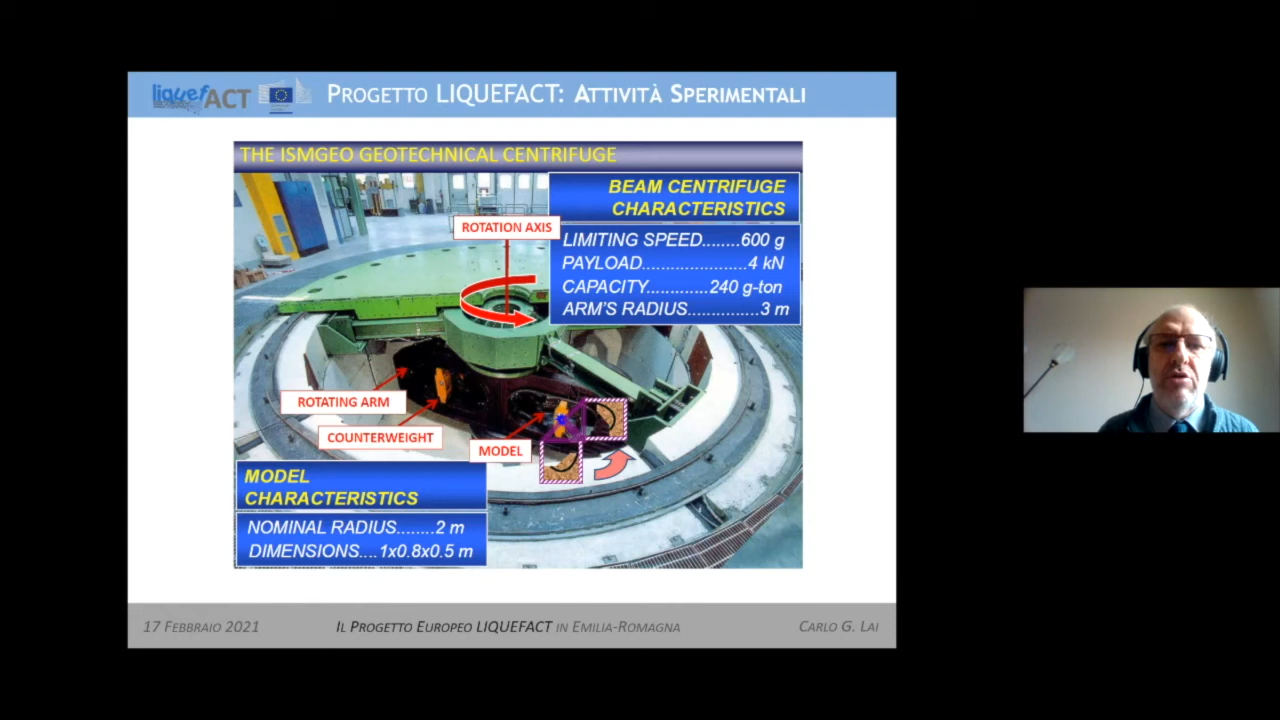 liquefACT
PROGETTO LIQUEFACT: ATTIVITÀ SPERIMENTALI
THE ISMGEO GEOTECHNICAL CENTRIFUGE
BEAM CENTRIFUGE
CHARACTERISTICS
ROTATION AXIS
LIMITING SPEED........600 g
PAYLOAD......................4 kN
CAPACITY.............240 g-ton
ARM'S RADIUS...............3 m
ROTATING ARM
COUNTERWEIGHT
MODEL
MODEL
CHARACTERISTICS
NOMINAL RADIUS........2 m
DIMENSIONS....1x0.8x0.5 m
17 FEBBRAIO 2021
IL PROGETTO EUROPEO LIQUEFACT IN EMILIA-ROMAGNA
CARLO G. LAI